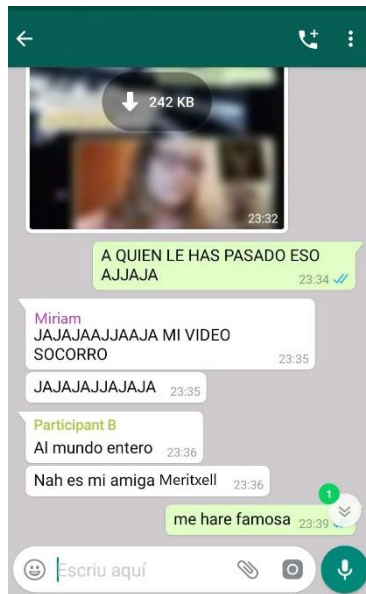 242 KB
23:32
A QUIEN LE HAS PASADO ESO
AJJAJA
23:34
Miriam
JAJAJAAJJAAJA MI VIDEO
SOCORRO
23:35
JAJAJAJJAJAJA 23:35
Participant B
Al mundo entero 23:36
Nah es mi amiga Meritxell 23:36
1
me hare famosa 23:39
Escriu aquí